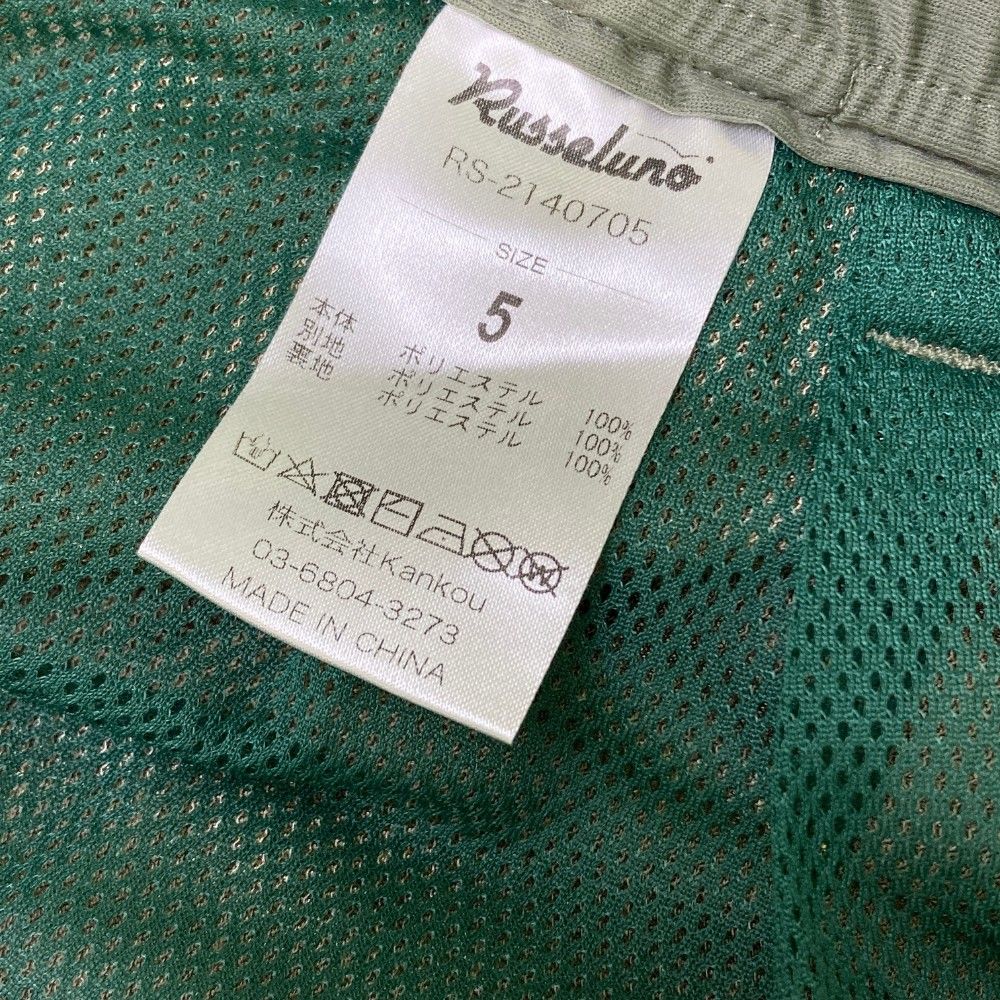 Russeluno
RS-2140705
SIZE
5
本体 ポリエステル 100%
別地 ポリエステル 100%
裏地 ポリエステル 100%
株式会社Kankou
03-6804-3273
MADE IN CHINA